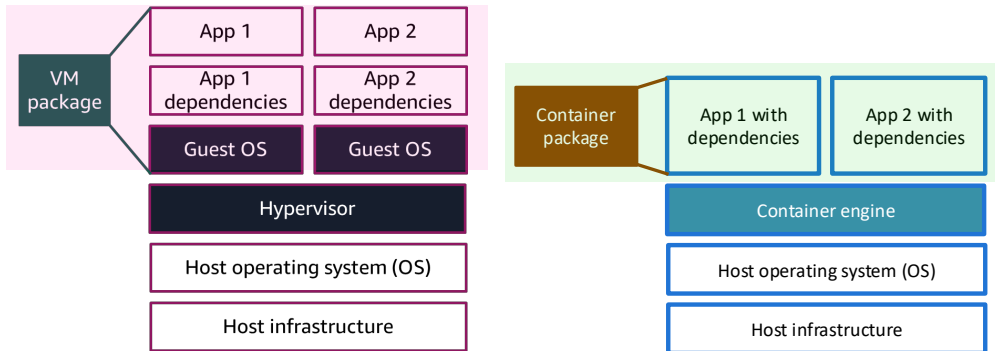 App 1
App 2
VM
package
App 1
dependencies
App 2
dependencies
Guest OS
Guest OS
Hypervisor
Host operating system (OS)
Host infrastructure
Container
package
App 1 with
dependencies
App 2 with
dependencies
Container engine
Host operating system (OS)
Host infrastructure